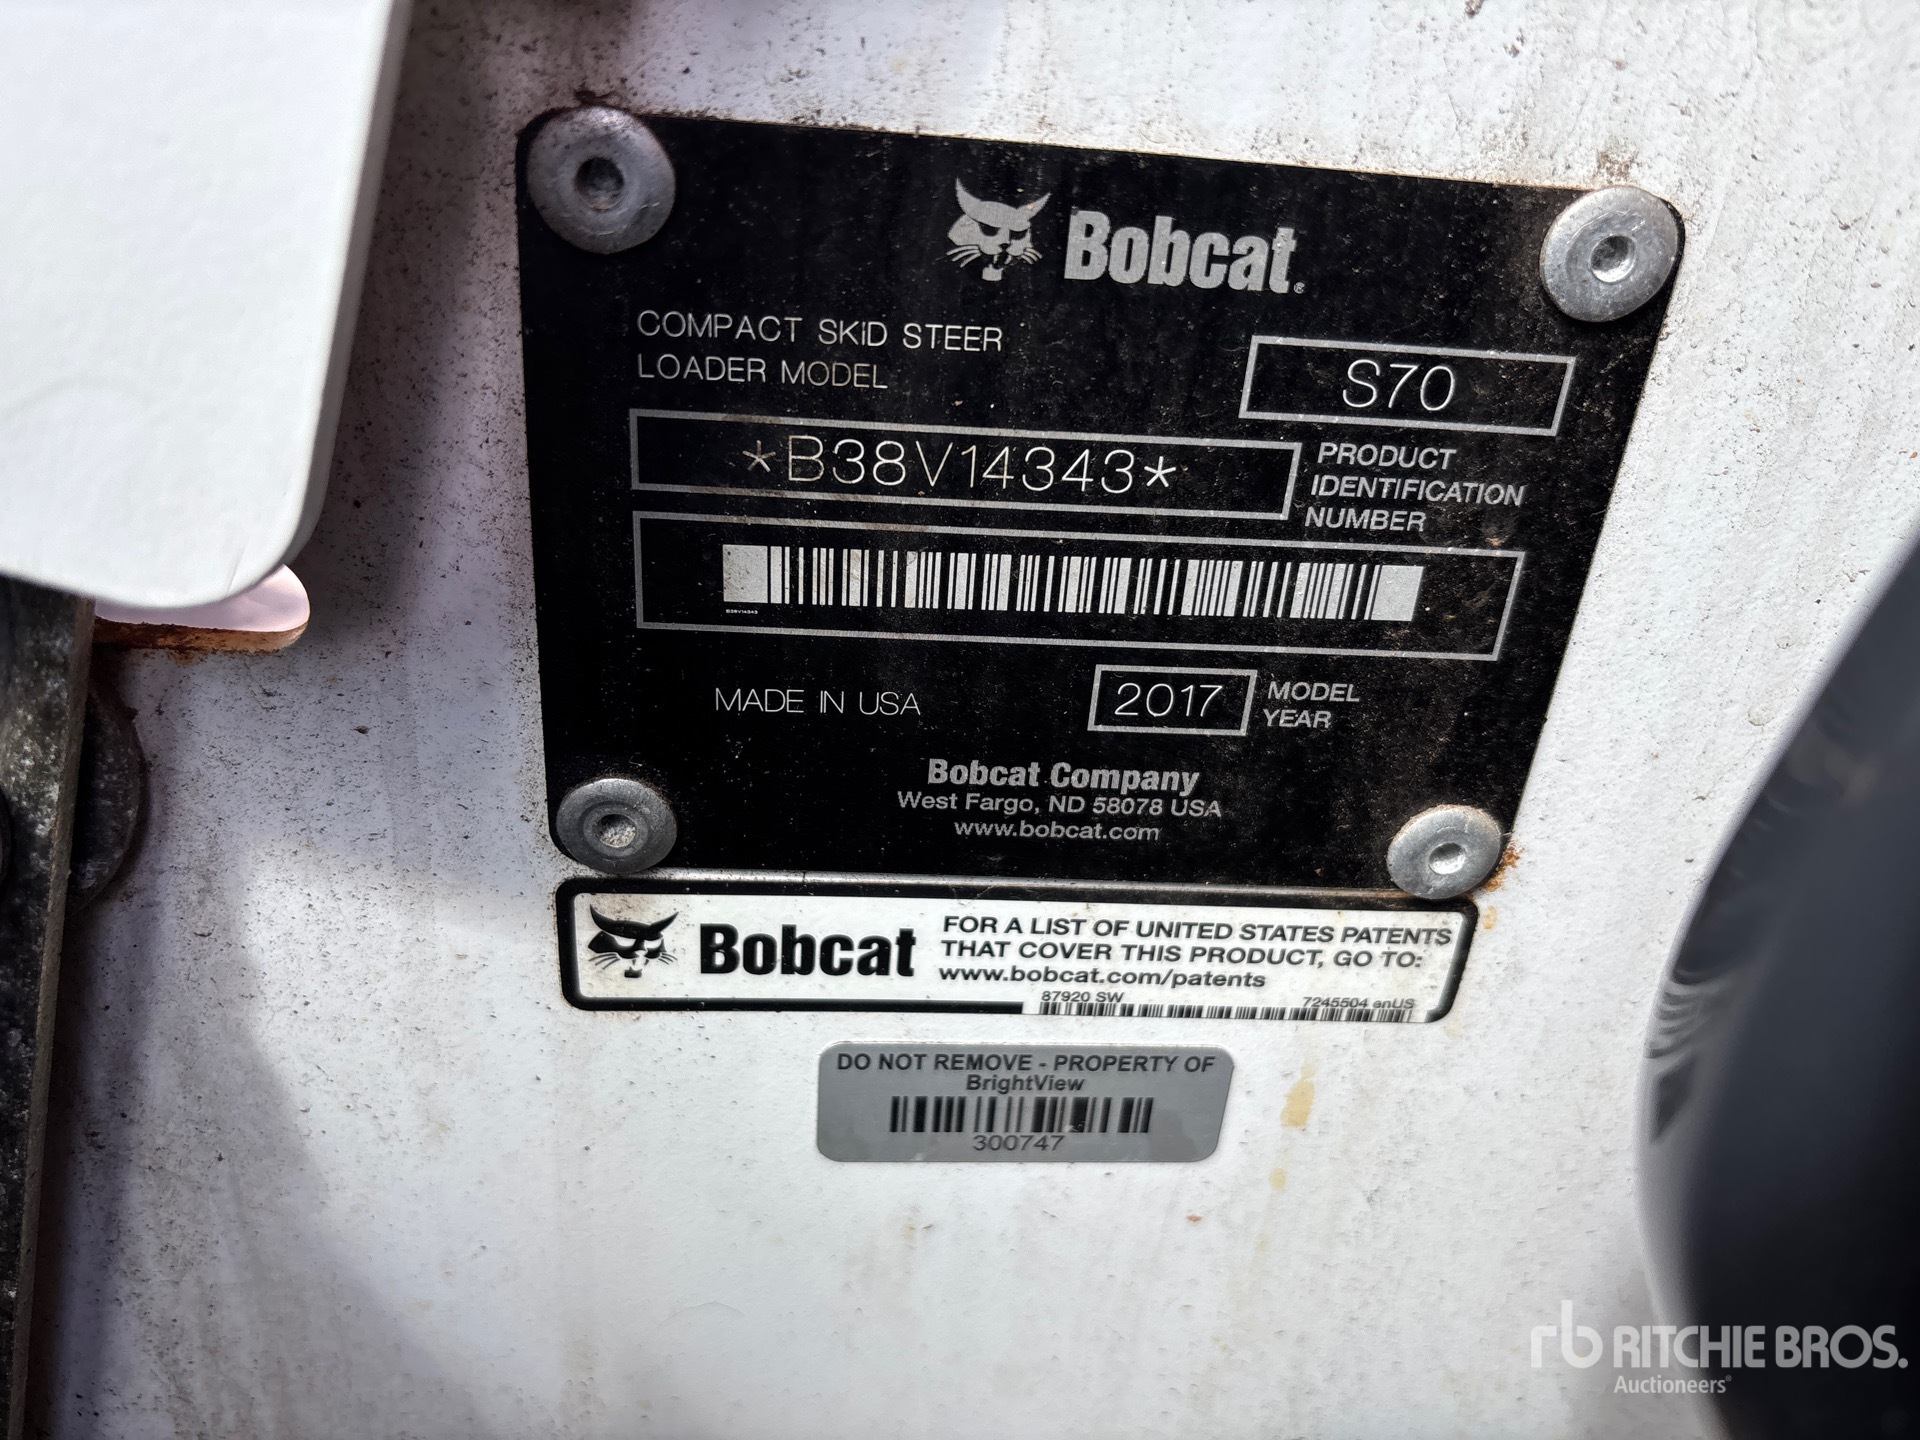 Bobcat®
COMPACT SKID STEER
LOADER MODEL
S70
*B38V14343*
PRODUCT
IDENTIFICATION
NUMBER
B38V14343
MADE IN USA
2017
MODEL
YEAR
Bobcat Company
West Fargo, ND 58078 USA
www.bobcat.com
Bobcat
FOR A LIST OF UNITED STATES PATENTS
THAT COVER THIS PRODUCT, GO TO:
www.bobcat.com/patents
87920 SW
7245504 enUS
DO NOT REMOVE - PROPERTY OF
BrightView
300747
rb RITCHIE BROS.
Auctioneers®